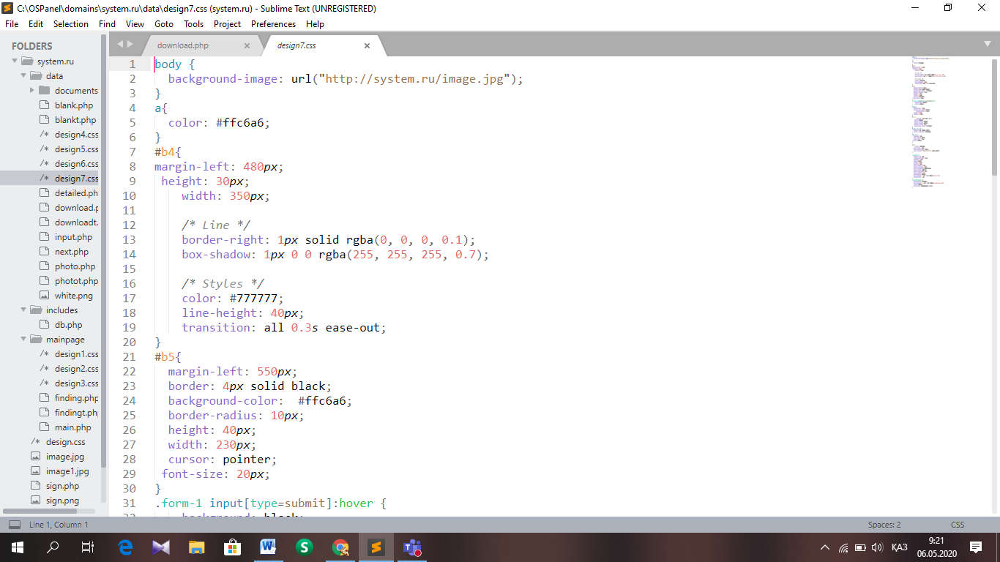 C:\OSPanel\domains\system.ru\data\design7.css (system.ru) - Sublime Text (UNREGISTERED)
File Edit Selection Find View Goto Tools Project Preferences Help
FOLDERS
system.ru
data
documents
blank.php
blankt.php
/* design4.css
/* design5.css
/* design6.css
/* design7.css
detailed.ph
download.p
downloadt.
input.php
next.php
photo.php
photot.php
white.png
includes
db.php
mainpage
/* design1.css
/* design2.css
/* design3.css
finding.php
findingt.ph
main.php
/* design.css
image.jpg
image1.jpg
sign.php
sign.png
download.php × design7.css ×
1 body {
2   background-image: url("http://system.ru/image.jpg");
3 }
4 a{
5   color: #ffc6a6;
6 }
7 #b4{
8 margin-left: 480px;
9  height: 30px;
10     width: 350px;
11
12     /* Line */
13     border-right: 1px solid rgba(0, 0, 0, 0.1);
14     box-shadow: 1px 0 0 rgba(255, 255, 255, 0.7);
15
16     /* Styles */
17     color: #777777;
18     line-height: 40px;
19     transition: all 0.3s ease-out;
20 }
21 #b5{
22   margin-left: 550px;
23   border: 4px solid black;
24   background-color:  #ffc6a6;
25   border-radius: 10px;
26   height: 40px;
27   width: 230px;
28   cursor: pointer;
29  font-size: 20px;
30 }
31 .form-1 input[type=submit]:hover {
32     background: black;
Line 1, Column 1
Spaces: 2 CSS
ҚАЗ
9:21
06.05.2020